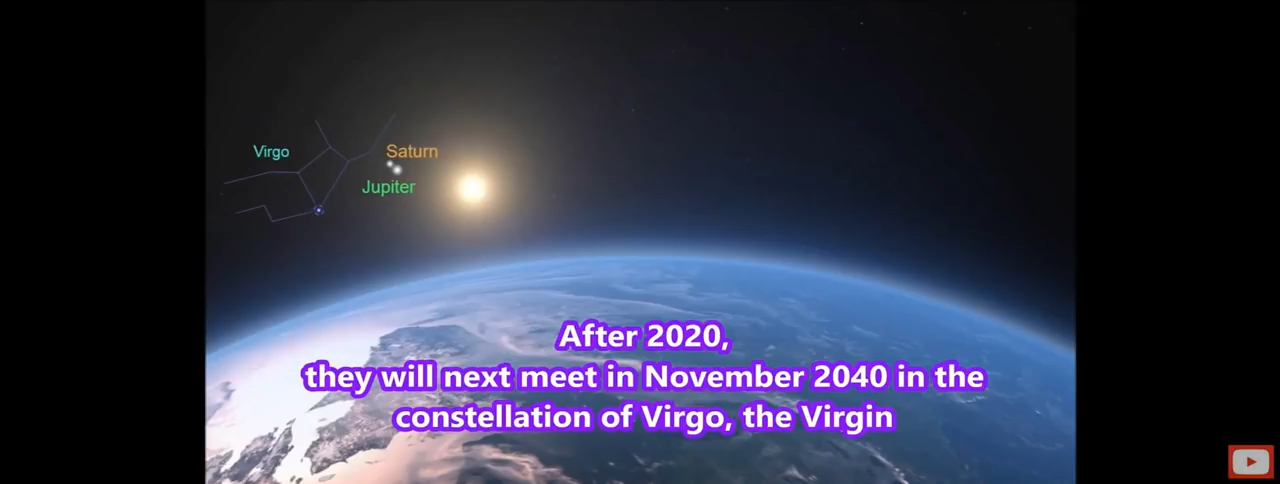 Virgo
Saturn
Jupiter
After 2020,
they will next meet in November 2040 in the
constellation of Virgo, the Virgin